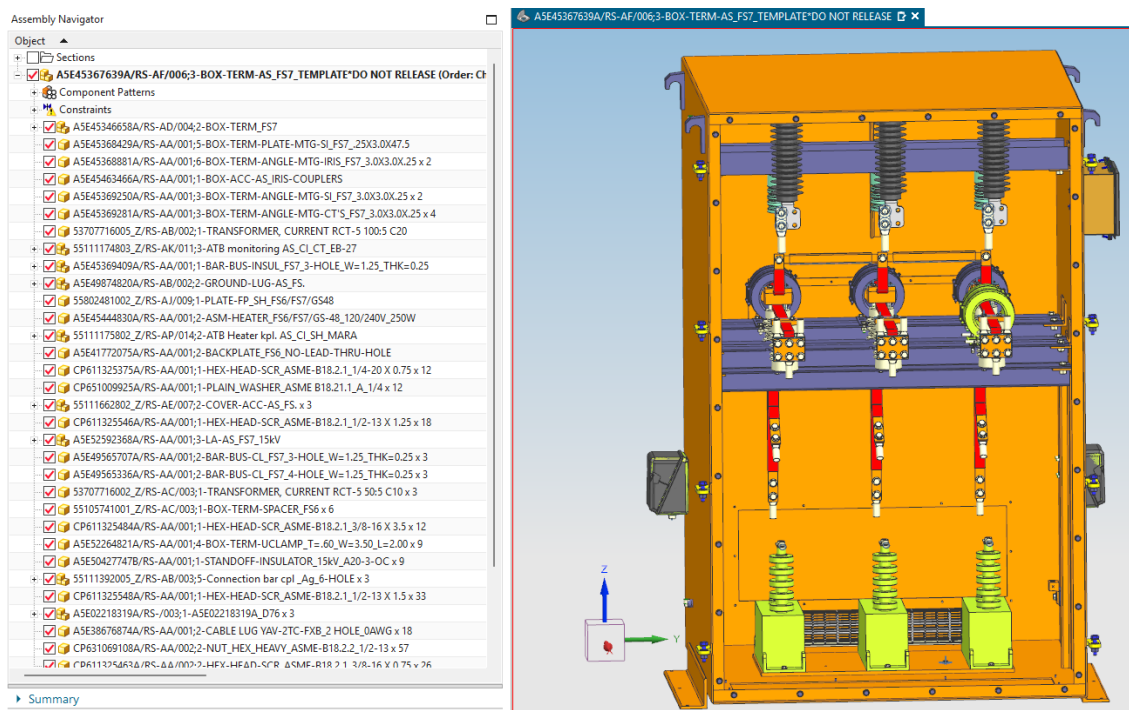 Assembly Navigator
A5E45367639A/RS-AF/006;3-BOX-TERM-AS_FS7_TEMPLATE*DO NOT RELEASE
Object
Sections
A5E45367639A/RS-AF/006;3-BOX-TERM-AS_FS7_TEMPLATE*DO NOT RELEASE (Order: Ch
Component Patterns
Constraints
A5E45346658A/RS-AD/004;2-BOX-TERM_FS7
A5E45368429A/RS-AA/001;5-BOX-TERM-PLATE-MTG-SI_FS7_.25X3.0X47.5
A5E45368881A/RS-AA/001;6-BOX-TERM-ANGLE-MTG-IRIS_FS7_3.0X3.0X.25 x 2
A5E45463466A/RS-AA/001;1-BOX-ACC-AS_IRIS-COUPLERS
A5E45369250A/RS-AA/001;3-BOX-TERM-ANGLE-MTG-SI_FS7_3.0X3.0X.25 x 2
A5E45369281A/RS-AA/001;3-BOX-TERM-ANGLE-MTG-CT'S_FS7_3.0X3.0X.25 x 4
53707716005_Z/RS-AB/002;1-TRANSFORMER, CURRENT RCT-5 100:5 C20
55111174803_Z/RS-AK/011;3-ATB monitoring AS_CI_CT_EB-27
A5E45369409A/RS-AA/001;1-BAR-BUS-INSUL_FS7_3-HOLE_W=1.25_THK=0.25
A5E49874820A/RS-AB/002;2-GROUND-LUG-AS_FS.
55802481002_Z/RS-AJ/009;1-PLATE-FP_SH_FS6/FS7/GS48
A5E45444830A/RS-AA/001;2-ASM-HEATER_FS6/FS7/GS-48_120/240V_250W
55111175802_Z/RS-AP/014;2-ATB Heater kpl. AS_CI_SH_MARA
A5E41772075A/RS-AA/001;2-BACKPLATE_FS6_NO-LEAD-THRU-HOLE
CP611325375A/RS-AA/001;1-HEX-HEAD-SCR_ASME-B18.2.1_1/4-20 X 0.75 x 12
CP651009925A/RS-AA/001;1-PLAIN_WASHER_ASME B18.21.1_A_1/4 x 12
55111662802_Z/RS-AE/007;2-COVER-ACC-AS_FS. x 3
CP611325546A/RS-AA/001;1-HEX-HEAD-SCR_ASME-B18.2.1_1/2-13 X 1.25 x 18
A5E52592368A/RS-AA/001;3-LA-AS_FS7_15kV
A5E49565707A/RS-AA/001;2-BAR-BUS-CL_FS7_3-HOLE_W=1.25_THK=0.25 x 3
A5E49565336A/RS-AA/001;2-BAR-BUS-CL_FS7_4-HOLE_W=1.25_THK=0.25 x 3
53707716002_Z/RS-AC/003;1-TRANSFORMER, CURRENT RCT-5 50:5 C10 x 3
55105741001_Z/RS-AC/003;1-BOX-TERM-SPACER_FS6 x 6
CP611325484A/RS-AA/001;1-HEX-HEAD-SCR_ASME-B18.2.1_3/8-16 X 3.5 x 12
A5E52264821A/RS-AA/001;4-BOX-TERM-UCLAMP_T=.60_W=3.50_L=2.00 x 9
A5E50427747B/RS-AA/001;1-STANDOFF-INSULATOR_15kV_A20-3-OC x 9
55111392005_Z/RS-AB/003;5-Connection bar cpl _Ag_6-HOLE x 3
CP611325548A/RS-AA/001;1-HEX-HEAD-SCR_ASME-B18.2.1_1/2-13 X 1.5 x 33
A5E02218319A/RS-/003;1-A5E02218319A_D76 x 3
A5E38676874A/RS-AA/001;2-CABLE LUG YAV-2TC-FXB_2 HOLE_0AWG x 18
CP631069108A/RS-AA/002;2-NUT_HEX_HEAVY_ASME-B18.2.2_1/2-13 x 57
CP611325463A/RS-AA/002;2-HEX-HEAD-SCR_ASME-B18.2.1_3/8-16 X 0.75 x 26
Summary
Z
Y